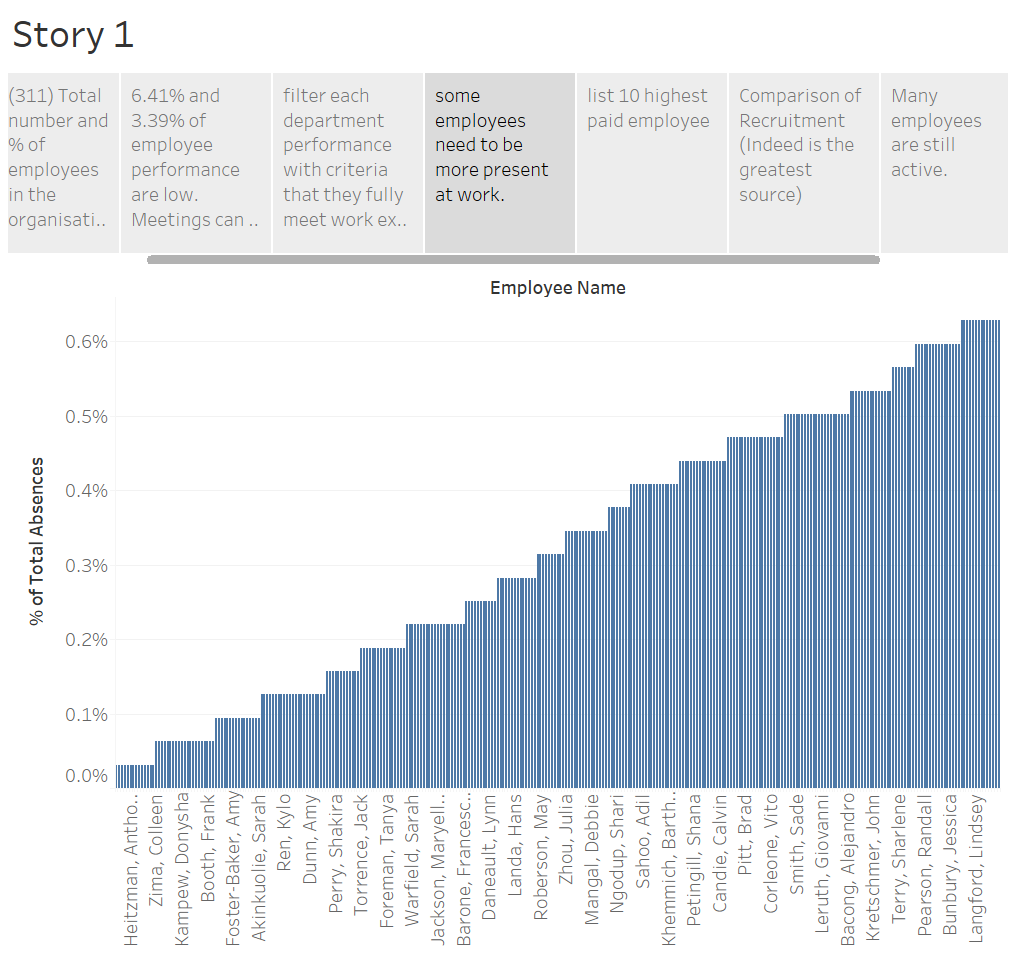 Story 1
(311) Total
number and
% of
employees
in the
organisati..
6.41% and
3.39% of
employee
performance
are low.
Meetings can ..
filter each
department
performance
with criteria
that they fully
meet work ex..
some
employees
need to be
more present
at work.
list 10 highest
paid employee
Comparison of
Recruitment
(Indeed is the
greatest
source)
Many
employees
are still
active.
Employee Name
% of Total Absences
0.6%
0.5%
0.4%
0.3%
0.2%
0.1%
0.0%
Heitzman, Antho..
Zima, Colleen
Kampew, Donysha
Booth, Frank
Foster-Baker, Amy
Akinkuolie, Sarah
Ren, Kylo
Dunn, Amy
Perry, Shakira
Torrence, Jack
Foreman, Tanya
Warfield, Sarah
Jackson, Maryell..
Barone, Francesc..
Daneault, Lynn
Landa, Hans
Roberson, May
Zhou, Julia
Mangal, Debbie
Ngodup, Shari
Sahoo, Adil
Khemmich, Barth..
Petingill, Shana
Candie, Calvin
Pitt, Brad
Corleone, Vito
Smith, Sade
Leruth, Giovanni
Bacong, Alejandro
Kretschmer, John
Terry, Sharlene
Pearson, Randall
Bunbury, Jessica
Langford, Lindsey